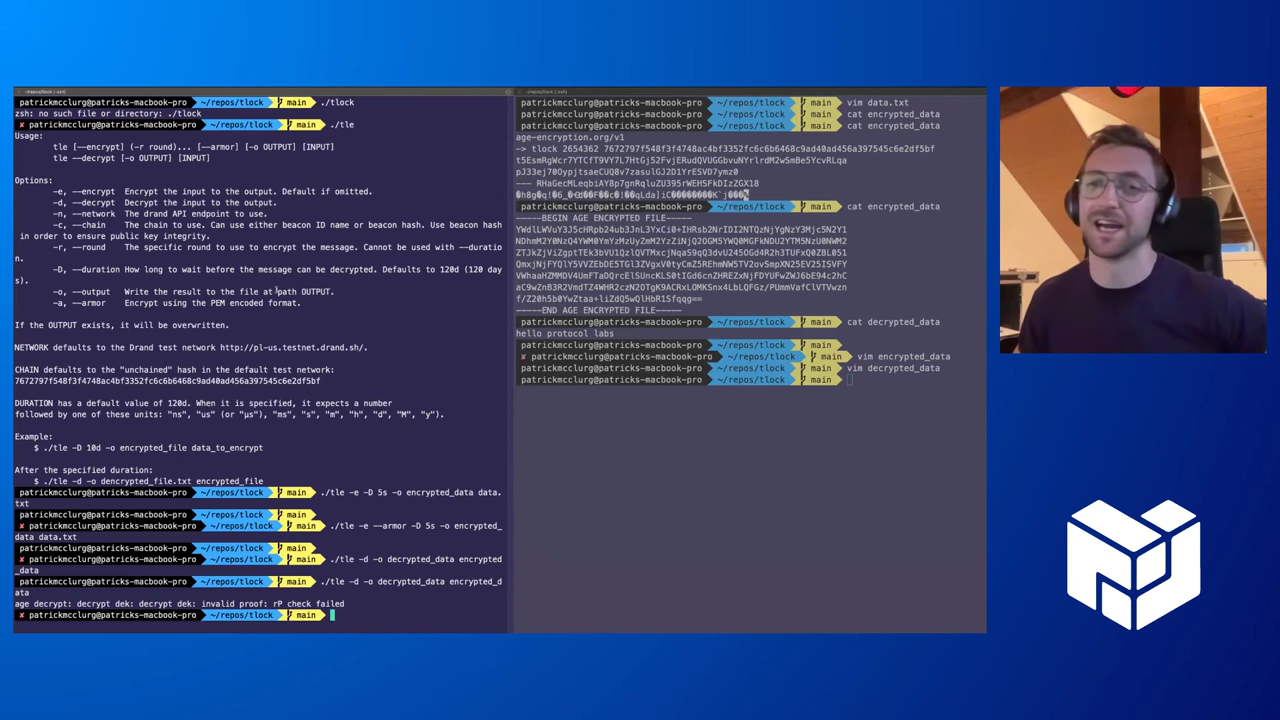 ~/repos/tlock (-zsh)
patrickmcclurg@patricks-macbook-pro ~/repos/tlock main ./tlock
zsh: no such file or directory: ./tlock
✘ patrickmcclurg@patricks-macbook-pro ~/repos/tlock main ./tle
Usage:
tle [--encrypt] (-r round)... [--armor] [-o OUTPUT] [INPUT]
tle --decrypt [-o OUTPUT] [INPUT]
Options:
-e, --encrypt Encrypt the input to the output. Default if omitted.
-d, --decrypt Decrypt the input to the output.
-n, --network The drand API endpoint to use.
-c, --chain The chain to use. Can use either beacon ID name or beacon hash. Use beacon hash
in order to ensure public key integrity.
-r, --round The specific round to use to encrypt the message. Cannot be used with --duratio
n.
-D, --duration How long to wait before the message can be decrypted. Defaults to 120d (120 day
s).
-o, --output Write the result to the file at path OUTPUT.
-a, --armor Encrypt using the PEM encoded format.
If the OUTPUT exists, it will be overwritten.
NETWORK defaults to the Drand test network http://pl-us.testnet.drand.sh/.
CHAIN defaults to the "unchained" hash in the default test network:
7672797f548f3f4748ac4bf3352fc6c6b6468c9ad40ad456a397545c6e2df5bf
DURATION has a default value of 120d. When it is specified, it expects a number
followed by one of these units: "ns", "us" (or "µs"), "ms", "s", "m", "h", "d", "M", "y").
Example:
$ ./tle -D 10d -o encrypted_file data_to_encrypt
After the specified duration:
$ ./tle -d -o dencrypted_file.txt encrypted_file
patrickmcclurg@patricks-macbook-pro ~/repos/tlock main ./tle -e -D 5s -o encrypted_data data.
txt
patrickmcclurg@patricks-macbook-pro ~/repos/tlock main
✘ patrickmcclurg@patricks-macbook-pro ~/repos/tlock main ./tle -e --armor -D 5s -o encrypted_
data data.txt
patrickmcclurg@patricks-macbook-pro ~/repos/tlock main
✘ patrickmcclurg@patricks-macbook-pro ~/repos/tlock main ./tle -d -o decrypted_data encrypted
_data
patrickmcclurg@patricks-macbook-pro ~/repos/tlock main ./tle -d -o decrypted_data encrypted_d
ata
age decrypt: decrypt dek: decrypt dek: invalid proof: rP check failed
✘ patrickmcclurg@patricks-macbook-pro ~/repos/tlock main
~/repos/tlock (-zsh)
patrickmcclurg@patricks-macbook-pro ~/repos/tlock main vim data.txt
patrickmcclurg@patricks-macbook-pro ~/repos/tlock main cat encrypted_data
patrickmcclurg@patricks-macbook-pro ~/repos/tlock main cat encrypted_data
age-encryption.org/v1
-> tlock 2654362 7672797f548f3f4748ac4bf3352fc6c6b6468c9ad40ad456a397545c6e2df5bf
t5EsmRgWcr7YTCfT9VY7L7HtGj52FvjERudQVUGGbvuNYrlrdM2wSmBe5YcvRLqa
pJ33ej70OypjtsaeCUQ8v7zasulGJ2D1YrESVD7ymz0
--- RHaGecMLeqbiAY8p7gnRqluZU395rWEHSFkDIzZGX18
patrickmcclurg@patricks-macbook-pro ~/repos/tlock main cat encrypted_data
-----BEGIN AGE ENCRYPTED FILE-----
YWdlLWVuY3J5cHRpb24ub3JnL3YxCi0+IHRsb2NrIDI2NTQzNjYgNzY3Mjc5N2Y1
NDhmM2Y0NzQ4YWM0YmYzMzUyZmM2YzZiNjQ2OGM5YWQ0MGFkNDU2YTM5NzU0NWM2
-----END AGE ENCRYPTED FILE-----
patrickmcclurg@patricks-macbook-pro ~/repos/tlock main cat decrypted_data
hello protocol labs
patrickmcclurg@patricks-macbook-pro ~/repos/tlock main
✘ patrickmcclurg@patricks-macbook-pro ~/repos/tlock main vim encrypted_data
patrickmcclurg@patricks-macbook-pro ~/repos/tlock main vim decrypted_data
patrickmcclurg@patricks-macbook-pro ~/repos/tlock main